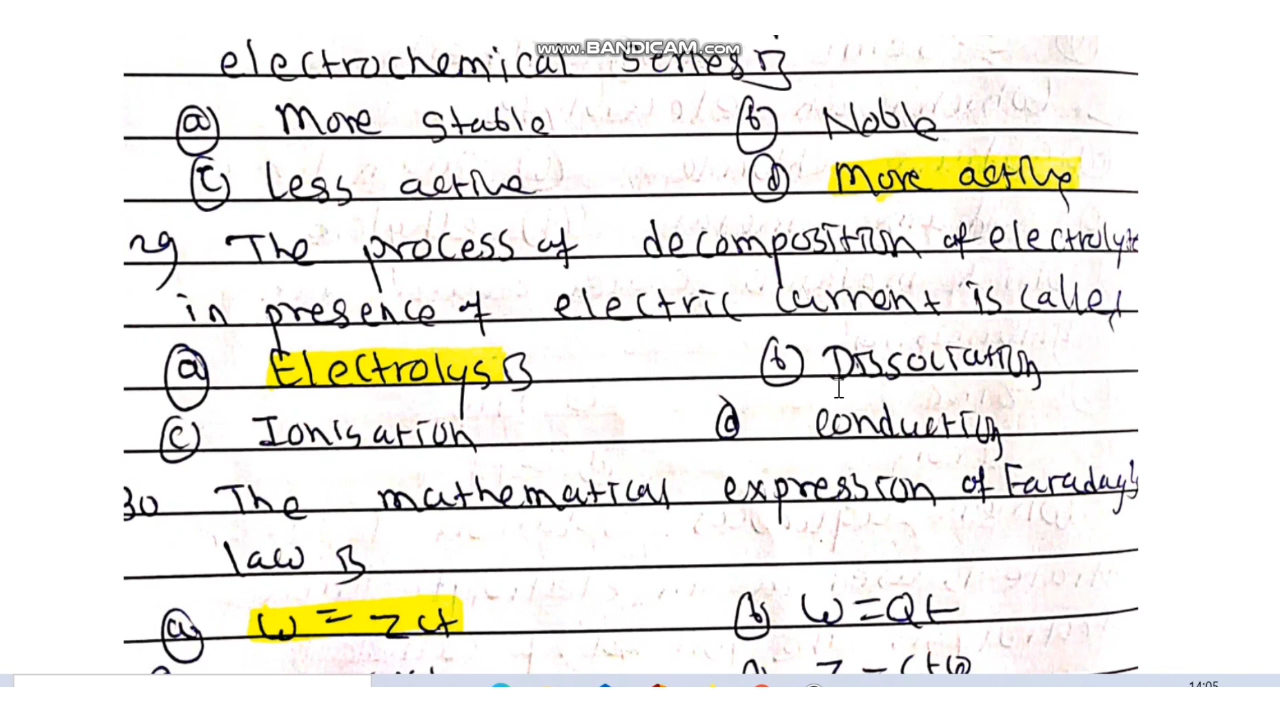 www.BANDICAM.com
electrochemical series is
(a) More stable (b) Noble
(c) Less active (d) More active
29 The process of decomposition of electrolyte
in presence of electric current is called
(a) Electrolysis (b) Dissociation
(c) Ionisation (d) conduction
30 The mathematical expression of Faraday's
law is
(a) W = Zct (b) W = Qt
14:05